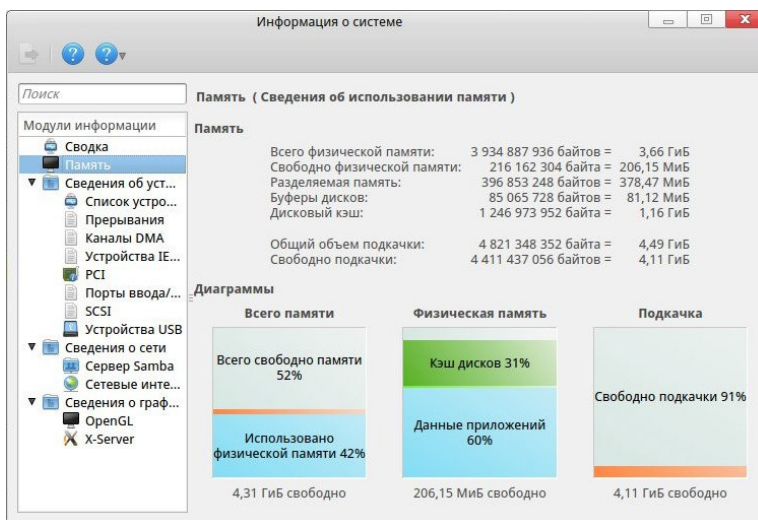 Информация о системе
Поиск
Модули информации
Сводка
Память
Сведения об уст...
Список устро...
Прерывания
Каналы DMA
Устройства IE...
PCI
Порты ввода/...
SCSI
Устройства USB
Сведения о сети
Сервер Samba
Сетевые инте...
Сведения о граф...
OpenGL
X-Server
Память ( Сведения об использовании памяти )
Память
Всего физической памяти: 3 934 887 936 байтов = 3,66 ГиБ
Свободно физической памяти: 216 162 304 байта = 206,15 МиБ
Разделяемая память: 396 853 248 байтов = 378,47 МиБ
Буферы дисков: 85 065 728 байтов = 81,12 МиБ
Дисковый кэш: 1 246 973 952 байта = 1,16 ГиБ
Общий объем подкачки: 4 821 348 352 байта = 4,49 ГиБ
Свободно подкачки: 4 411 437 056 байтов = 4,11 ГиБ
Диаграммы
Всего памяти
Всего свободно памяти
52%
Использовано
физической памяти 42%
4,31 ГиБ свободно
Физическая память
Кэш дисков 31%
Данные приложений
60%
206,15 МиБ свободно
Подкачка
Свободно подкачки 91%
4,11 ГиБ свободно